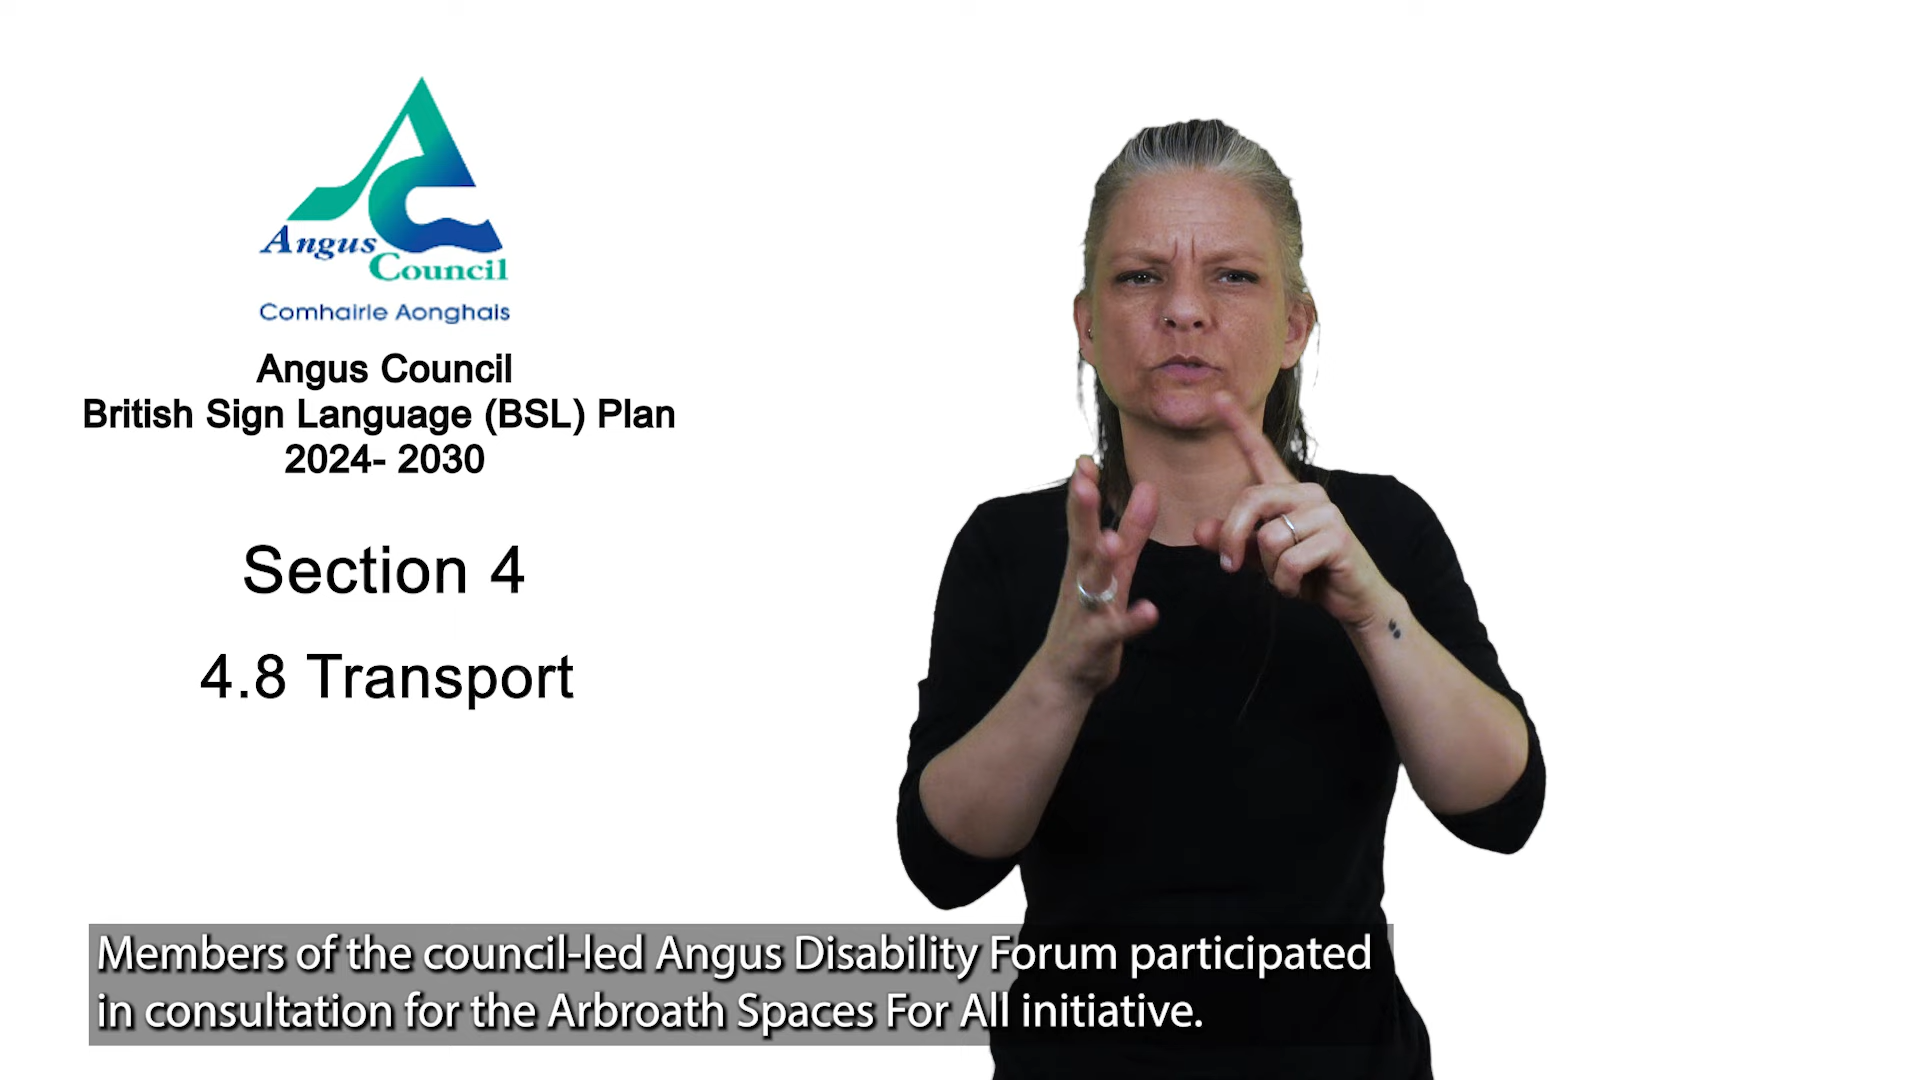 Angus
Council
Comhairle Aonghais
Angus Council
British Sign Language (BSL) Plan
2024- 2030
Section 4
4.8 Transport
Members of the council-led Angus Disability Forum participated
in consultation for the Arbroath Spaces For All initiative.